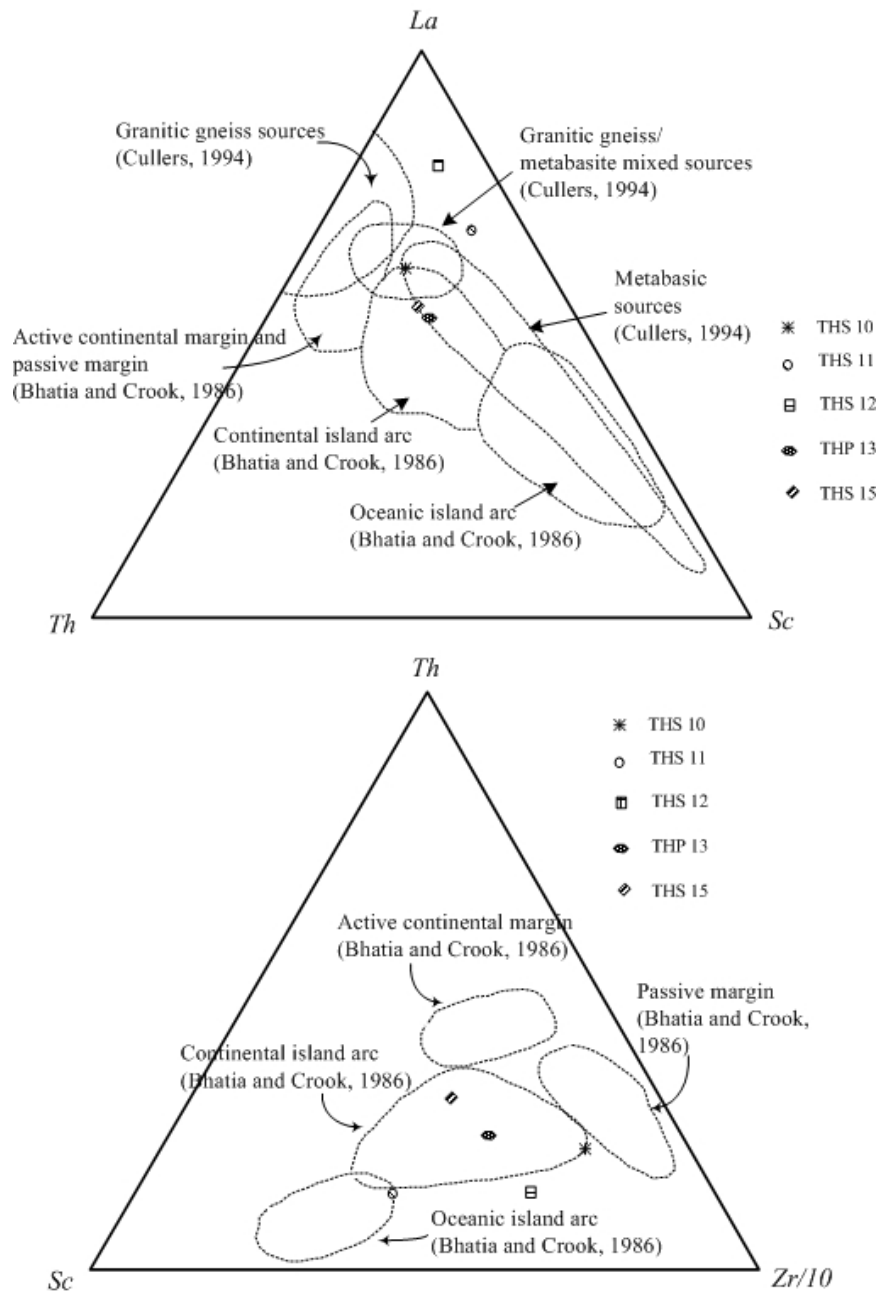 La
Granitic gneiss sources
(Cullers, 1994)
Granitic gneiss/
metabasite mixed sources
(Cullers, 1994)
Metabasic
sources
(Cullers, 1994)
Active continental margin and
passive margin
(Bhatia and Crook, 1986)
Continental island arc
(Bhatia and Crook, 1986)
Oceanic island arc
(Bhatia and Crook, 1986)
THS 10
THS 11
THS 12
THP 13
THS 15
Th
Sc
Th
THS 10
THS 11
THS 12
THP 13
THS 15
Active continental margin
(Bhatia and Crook, 1986)
Passive margin
(Bhatia and Crook,
1986)
Continental island arc
(Bhatia and Crook, 1986)
Oceanic island arc
(Bhatia and Crook, 1986)
Sc
Zr/10